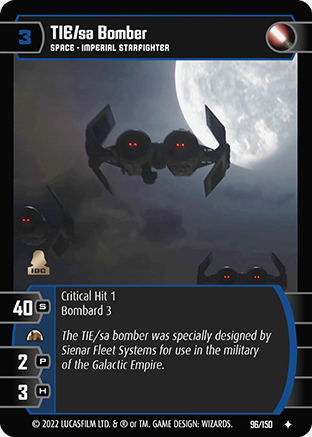 3
TIE/sa Bomber
SPACE • IMPERIAL STARFIGHTER
IDC
40 S
Critical Hit 1
Bombard 3
The TIE/sa bomber was specially designed by
Sienar Fleet Systems for use in the military
of the Galactic Empire.
2 P
3 H
© 2022 LUCASFILM LTD. & ® or TM. GAME DESIGN: WIZARDS.
96/150